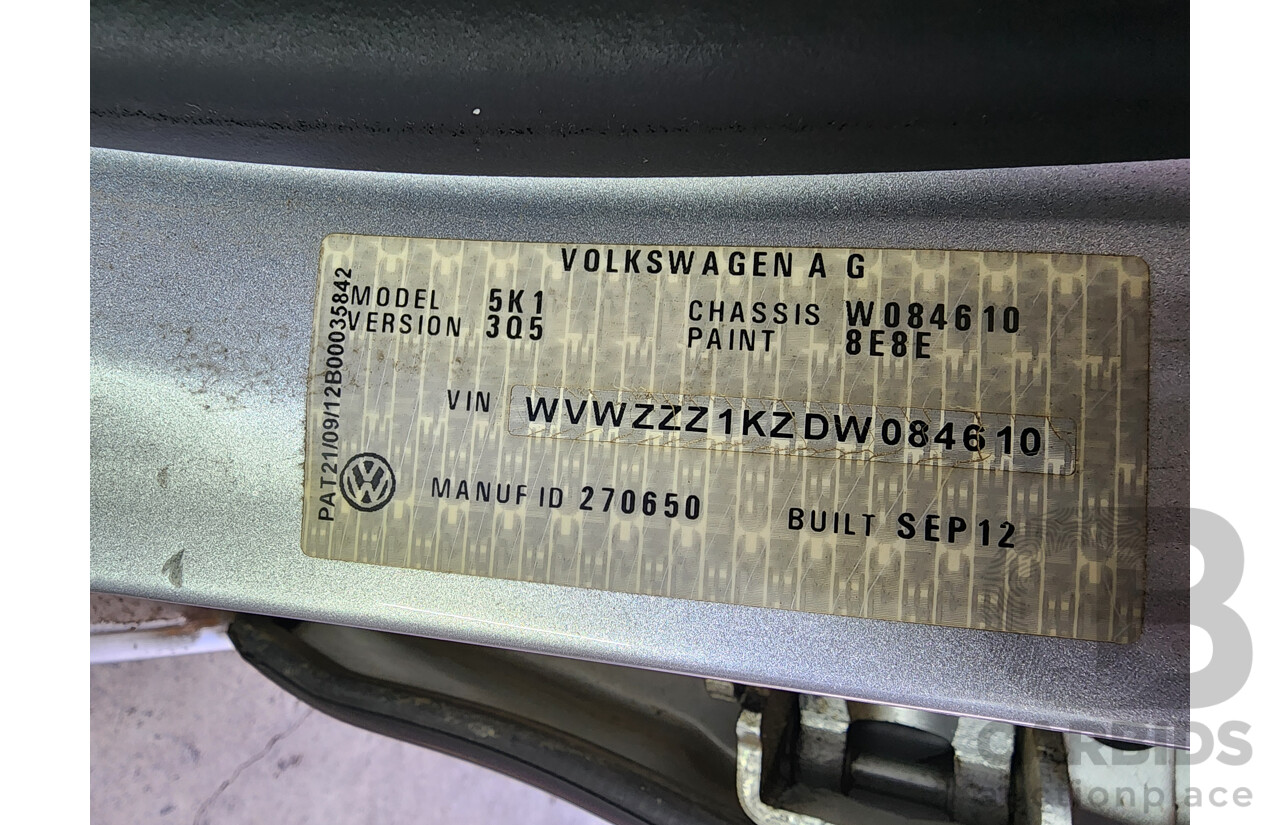 VOLKSWAGEN A G
MODEL 5K1
VERSION 3Q5
CHASSIS W084610
PAINT 8E8E
VIN WVWZZZ1KZDW084610
MANUF ID 270650
BUILT SEP12
PAT21/09/12B00035842